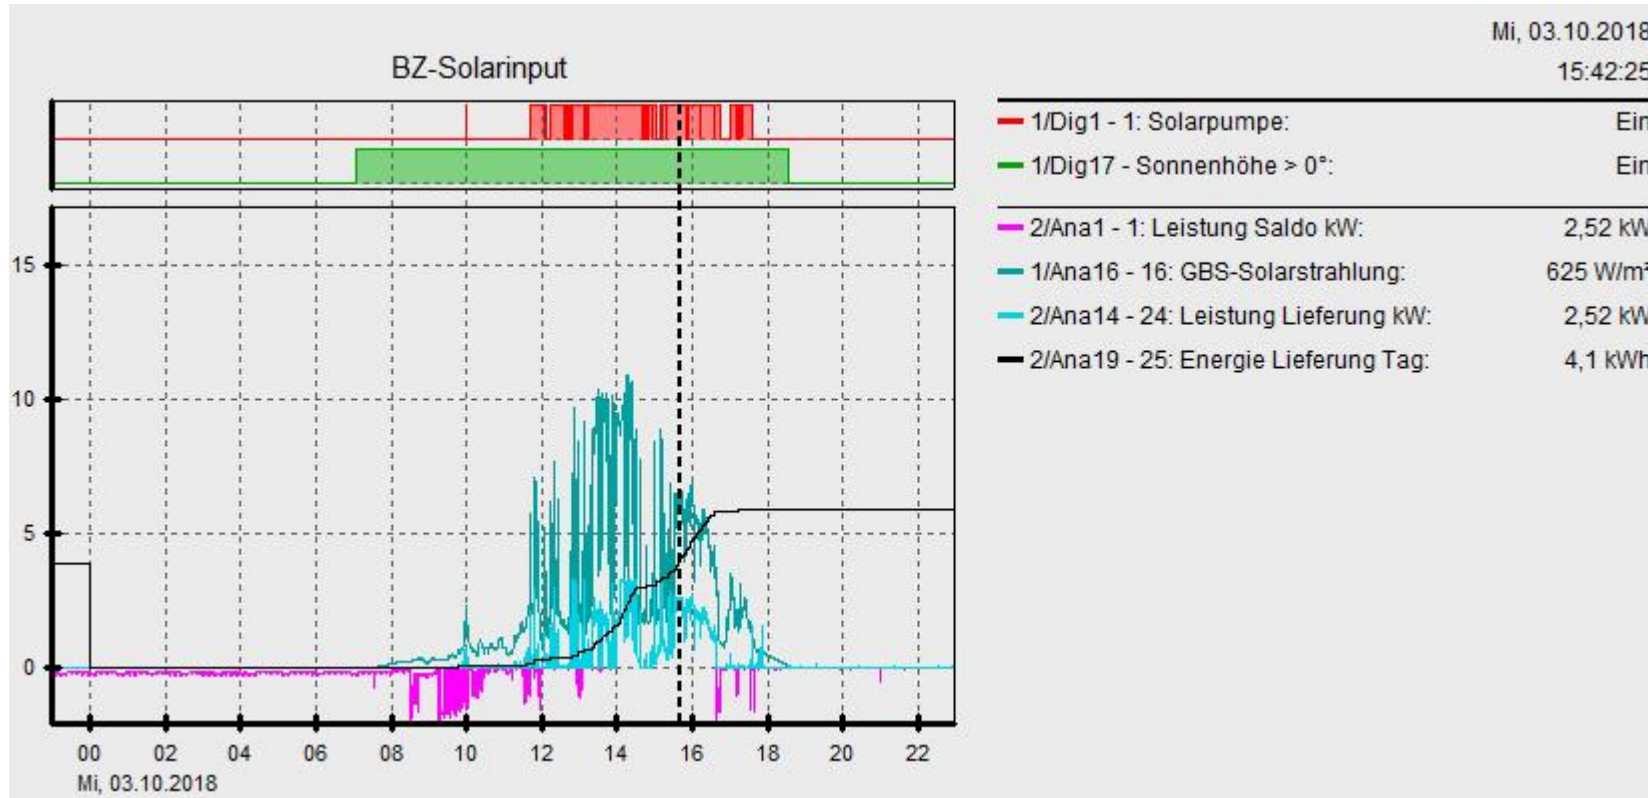 Mi, 03.10.2018
15:42:25
BZ-Solarinput
1/Dig1 - 1: Solarpumpe: Ein
1/Dig17 - Sonnenhöhe > 0°: Ein
2/Ana1 - 1: Leistung Saldo kW: 2,52 kW
1/Ana16 - 16: GBS-Solarstrahlung: 625 W/m²
2/Ana14 - 24: Leistung Lieferung kW: 2,52 kW
2/Ana19 - 25: Energie Lieferung Tag: 4,1 kWh
15
10
5
0
00 02 04 06 08 10 12 14 16 18 20 22
Mi, 03.10.2018